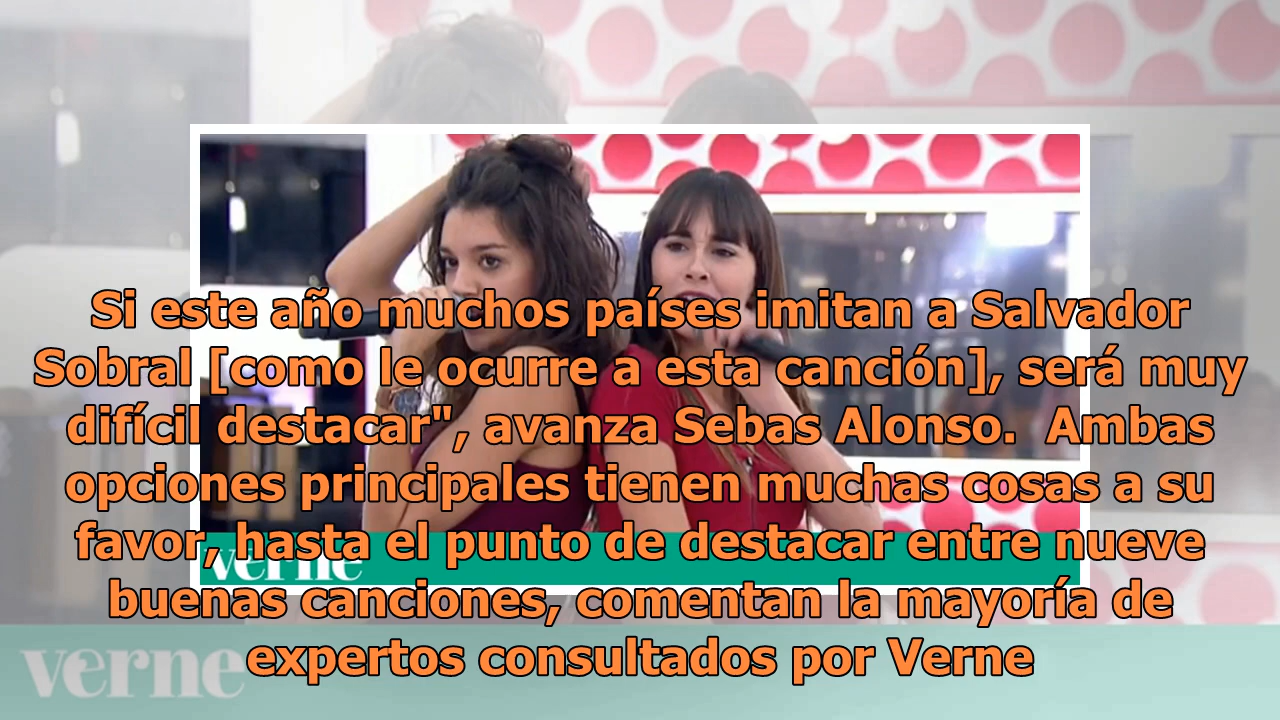 Si este año muchos países imitan a Salvador
Sobral [como le ocurre a esta canción], será muy
difícil destacar", avanza Sebas Alonso.  Ambas
opciones principales tienen muchas cosas a su
favor, hasta el punto de destacar entre nueve
verne
buenas canciones, comentan la mayoría de
expertos consultados por Verne
verne